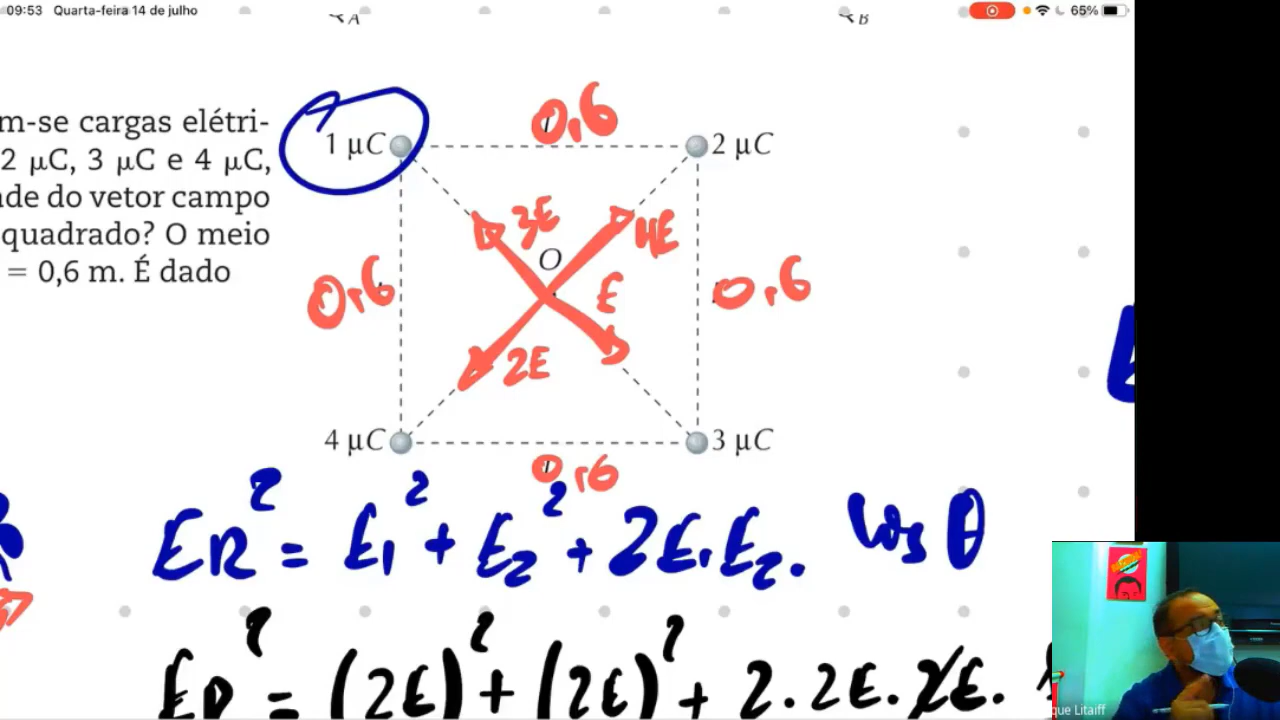 09:53 Quarta-feira 14 de julho
65%
A
B
m-se cargas elétri-
2 μC, 3 μC e 4 μC,
de do vetor campo
quadrado? O meio
= 0,6 m. É dado
1 μC
0,6
2 μC
3E
4E
O
E
0,6
0,6
2E
4 μC
3 μC
0,6
ER² = E₁² + E₂² + 2E₁E₂. cos θ
ER² = (2E)² + (2E)² + 2.2E.2E.
que Litaiff